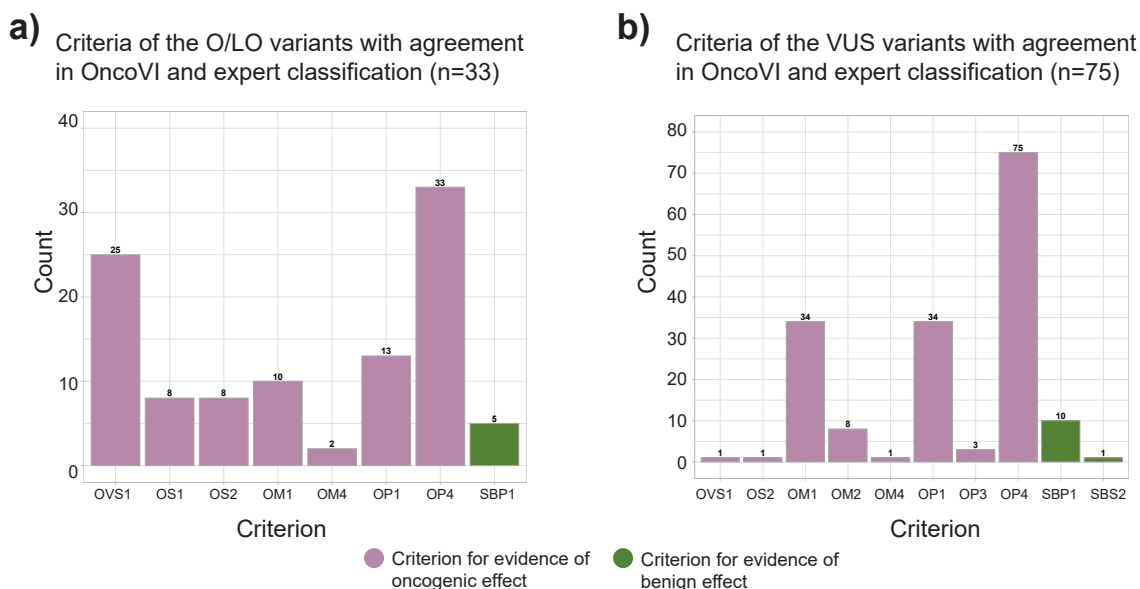 a)
Criteria of the O/LO variants with agreement
in OncoVI and expert classification (n=33)
40
30
20
10
0
Count
25
8
8
10
2
13
33
5
OVS1 OS1 OS2 OM1 OM4 OP1 OP4 SBP1
Criterion
b)
Criteria of the VUS variants with agreement
in OncoVI and expert classification (n=75)
80
70
60
50
40
30
20
10
0
Count
1
1
34
8
1
34
3
75
10
1
OVS1 OS2 OM1 OM2 OM4 OP1 OP3 OP4 SBP1 SBS2
Criterion
Criterion for evidence of
oncogenic effect
Criterion for evidence of
benign effect